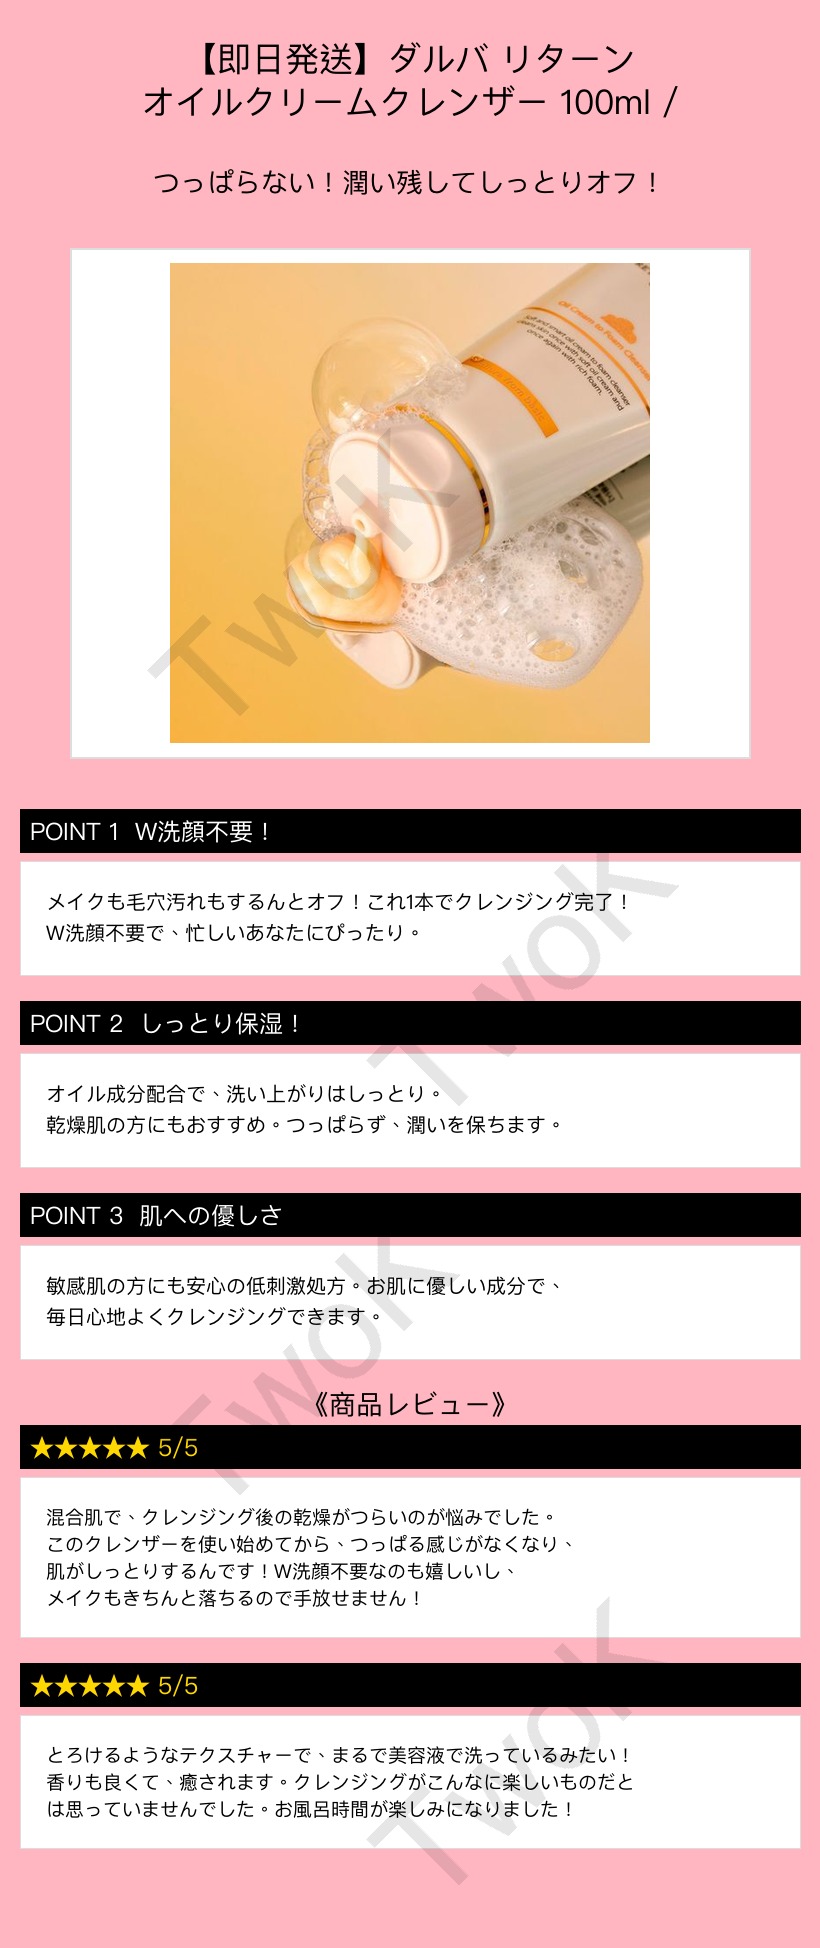 【即日発送】ダルバ リターン
オイルクリームクレンザー 100ml /
つっぱらない！潤い残してしっとりオフ！
Oil Cream to Foam Cleanser
Soft and smart oil cream to foam cleanser
cleans skin once with soft oil cream and
once again with rich foam.
TwoK
POINT 1 W洗顔不要！
メイクも毛穴汚れもするんとオフ！これ1本でクレンジング完了！
W洗顔不要で、忙しいあなたにぴったり。
TwoK
POINT 2 しっとり保湿！
オイル成分配合で、洗い上がりはしっとり。
乾燥肌の方にもおすすめ。つっぱらず、潤いを保ちます。
POINT 3 肌への優しさ
敏感肌の方にも安心の低刺激処方。お肌に優しい成分で、
毎日心地よくクレンジングできます。
TwoK
《商品レビュー》
★★★★★ 5/5
混合肌で、クレンジング後の乾燥がつらいのが悩みでした。
このクレンザーを使い始めてから、つっぱる感じがなくなり、
肌がしっとりするんです！W洗顔不要なのも嬉しいし、
メイクもきちんと落ちるので手放せません！
★★★★★ 5/5
とろけるようなテクスチャーで、まるで美容液で洗っているみたい！
香りも良くて、癒されます。クレンジングがこんなに楽しいものだと
は思っていませんでした。お風呂時間が楽しみになりました！
TwoK